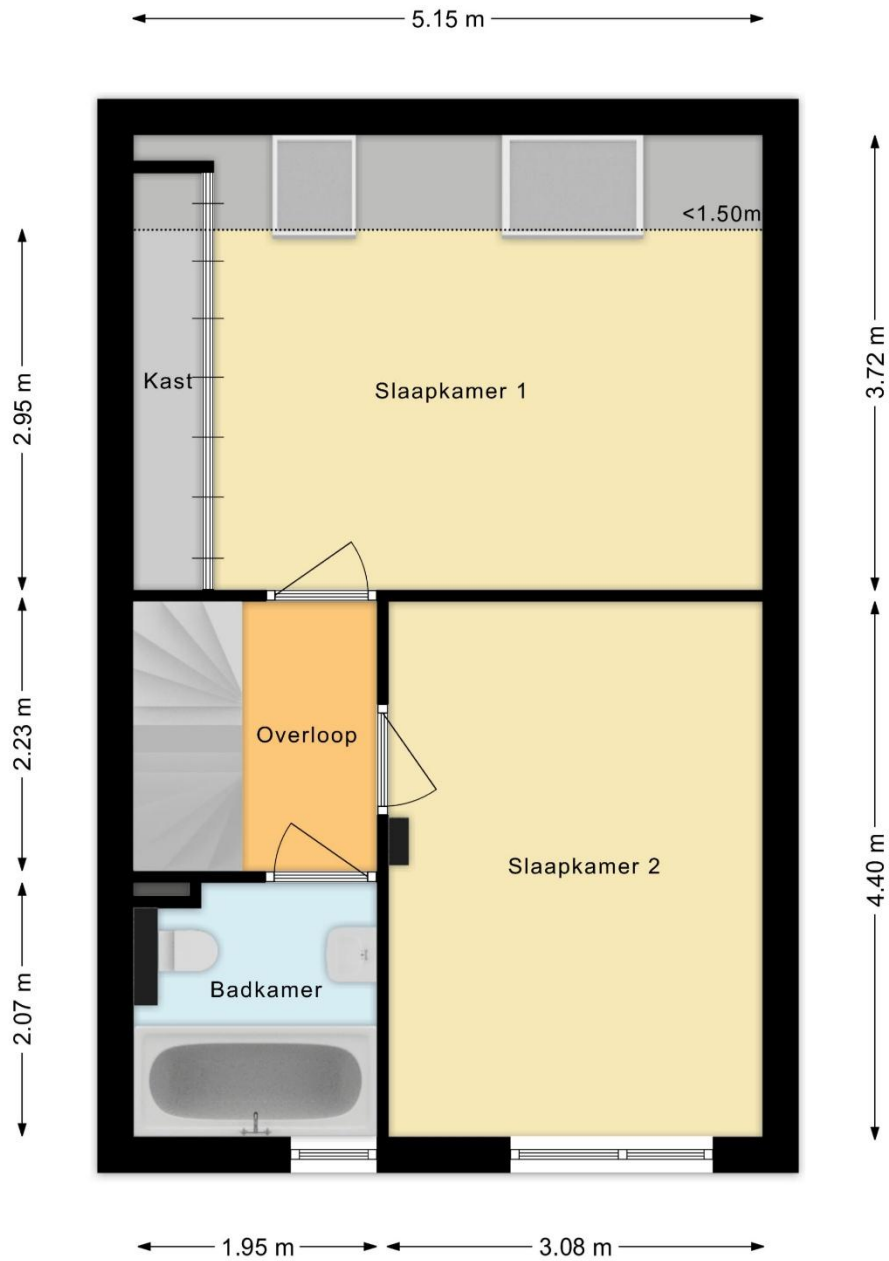 5.15 m
<1.50m
3.72 m
2.95 m
Kast
Slaapkamer 1
2.23 m
Overloop
Slaapkamer 2
4.40 m
2.07 m
Badkamer
1.95 m
3.08 m